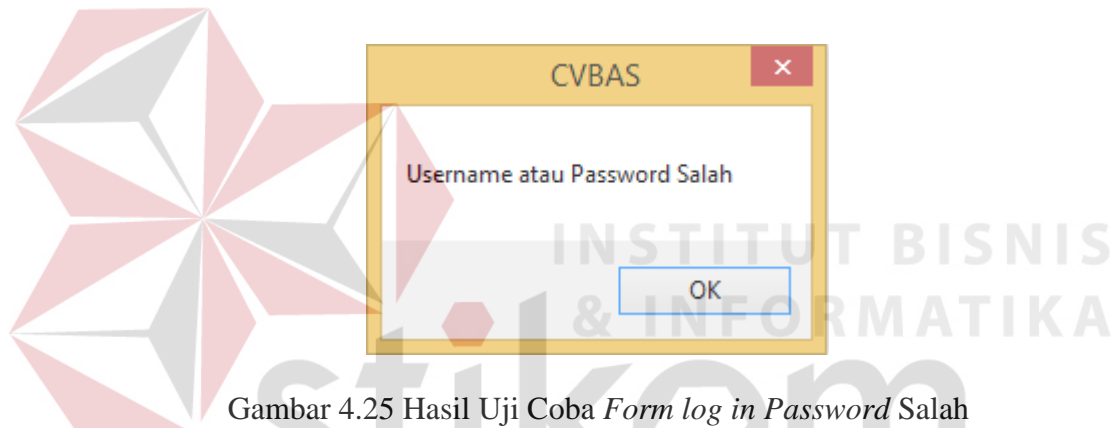 CVBAS
Username atau Password Salah
INSTITUT BISNIS
OK
& INFORMATIKA
stikom
Gambar 4.25 Hasil Uji Coba Form log in Password Salah